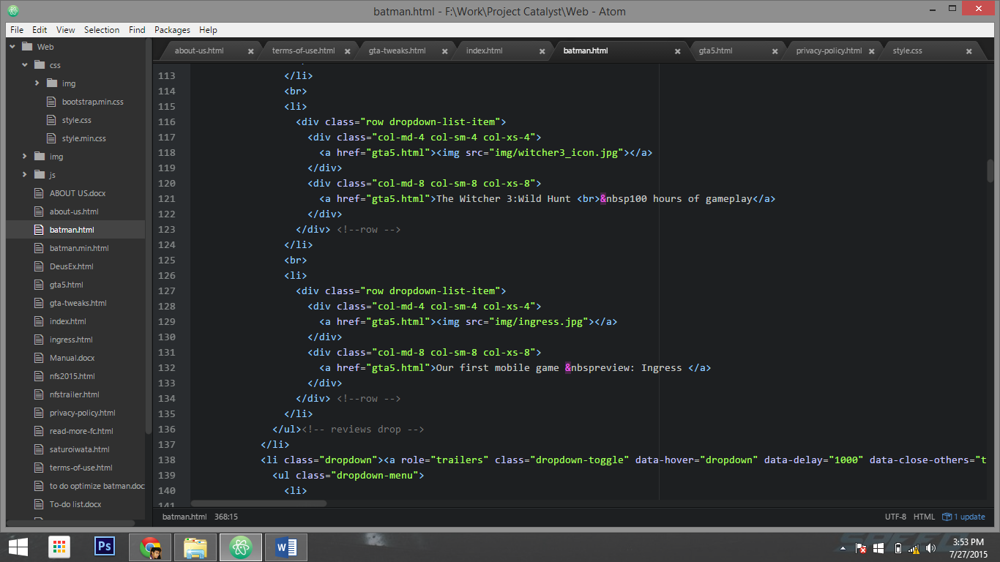 batman.html - F:\Work\Project Catalyst\Web - Atom
File Edit View Selection Find Packages Help
Web
css
img
bootstrap.min.css
style.css
style.min.css
img
js
ABOUT US.docx
about-us.html
batman.html
batman.min.html
DeusEx.html
gta5.html
gta-tweaks.html
index.html
ingress.html
Manual.docx
nfs2015.html
nfstrailer.html
privacy-policy.html
read-more-fc.html
saturoiwata.html
terms-of-use.html
to do optimize batman.doc
To-do list.docx
about-us.html terms-of-use.html gta-tweaks.html index.html batman.html gta5.html privacy-policy.html style.css
113 </li>
114 <br>
115 <li>
116 <div class="row dropdown-list-item">
117 <div class="col-md-4 col-sm-4 col-xs-4">
118 <a href="gta5.html"><img src="img/witcher3_icon.jpg"></a>
119 </div>
120 <div class="col-md-8 col-sm-8 col-xs-8">
121 <a href="gta5.html">The Witcher 3:Wild Hunt <br>&nbsp100 hours of gameplay</a>
122 </div>
123 </div> <!--row -->
124 </li>
125 <br>
126 <li>
127 <div class="row dropdown-list-item">
128 <div class="col-md-4 col-sm-4 col-xs-4">
129 <a href="gta5.html"><img src="img/ingress.jpg"></a>
130 </div>
131 <div class="col-md-8 col-sm-8 col-xs-8">
132 <a href="gta5.html">Our first mobile game &nbspreview: Ingress </a>
133 </div>
134 </div> <!--row -->
135 </li>
136 </ul><!-- reviews drop -->
137 </li>
138 <li class="dropdown"><a role="trailers" class="dropdown-toggle" data-hover="dropdown" data-delay="1000" data-close-others="t
139 <ul class="dropdown-menu">
140 <li>
141
batman.html 368:15 UTF-8 HTML 1 update
Ps
W
SPEED
3:53 PM
7/27/2015